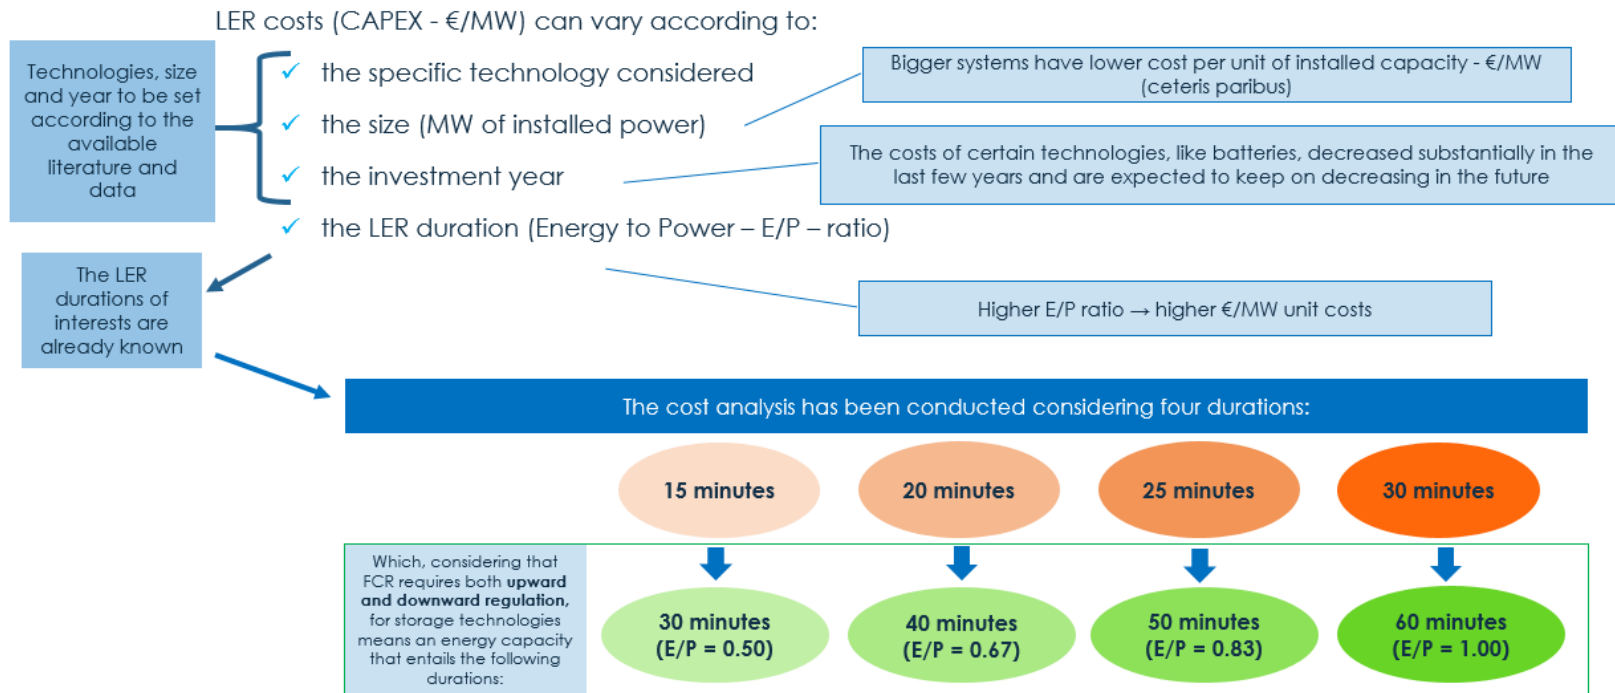 LER costs (CAPEX - €/MW) can vary according to:
Technologies, size
and year to be set
according to the
available
literature and
data
✓ the specific technology considered
✓ the size (MW of installed power)
✓ the investment year
✓ the LER duration (Energy to Power – E/P – ratio)
Bigger systems have lower cost per unit of installed capacity - €/MW
(ceteris paribus)
The costs of certain technologies, like batteries, decreased substantially in the
last few years and are expected to keep on decreasing in the future
Higher E/P ratio → higher €/MW unit costs
The LER
durations of
interests are
already known
The cost analysis has been conducted considering four durations:
15 minutes
20 minutes
25 minutes
30 minutes
Which, considering that
FCR requires both upward
and downward regulation,
for storage technologies
means an energy capacity
that entails the following
durations:
30 minutes
(E/P = 0.50)
40 minutes
(E/P = 0.67)
50 minutes
(E/P = 0.83)
60 minutes
(E/P = 1.00)